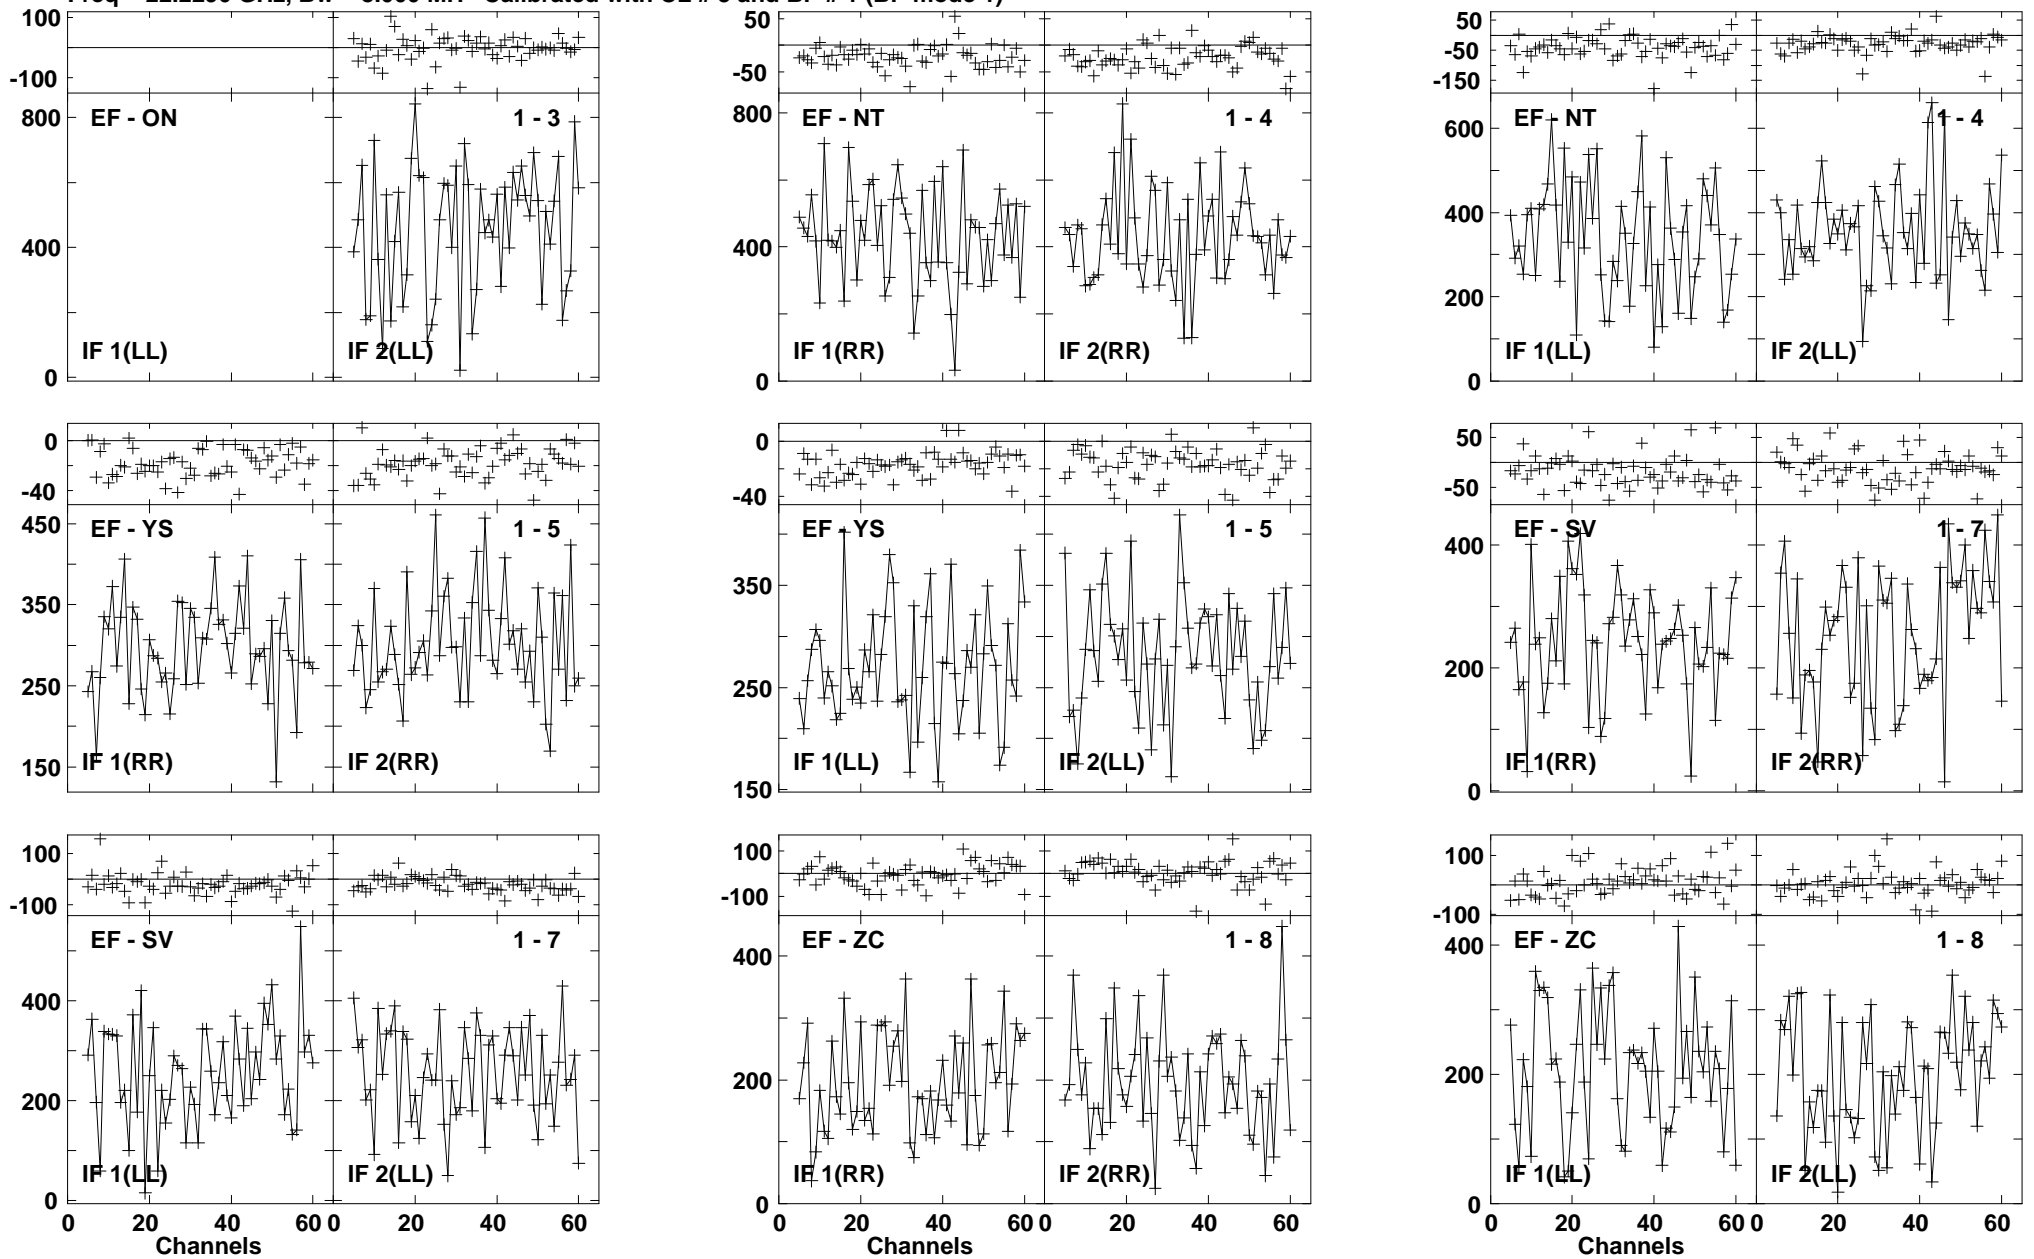 100
-100
800
400
0
EF - ON
1 - 3
IF 1(LL)
IF 2(LL)
50
-50
800
400
0
EF - NT
1 - 4
IF 1(RR)
IF 2(RR)
50
-50
-150
600
400
200
0
EF - NT
1 - 4
IF 1(LL)
IF 2(LL)
0
-40
450
350
250
150
EF - YS
1 - 5
IF 1(RR)
IF 2(RR)
0
-40
350
250
150
EF - YS
1 - 5
IF 1(LL)
IF 2(LL)
50
-50
400
200
0
EF - SV
1 - 7
IF 1(RR)
IF 2(RR)
100
-100
400
200
0
EF - SV
1 - 7
IF 1(LL)
IF 2(LL)
0 20 40 60 0 20 40 60
Channels
100
-100
400
200
0
EF - ZC
1 - 8
IF 1(RR)
IF 2(RR)
0 20 40 60 0 20 40 60
Channels
100
-100
400
200
0
EF - ZC
1 - 8
IF 1(LL)
IF 2(LL)
0 20 40 60 0 20 40 60
Channels